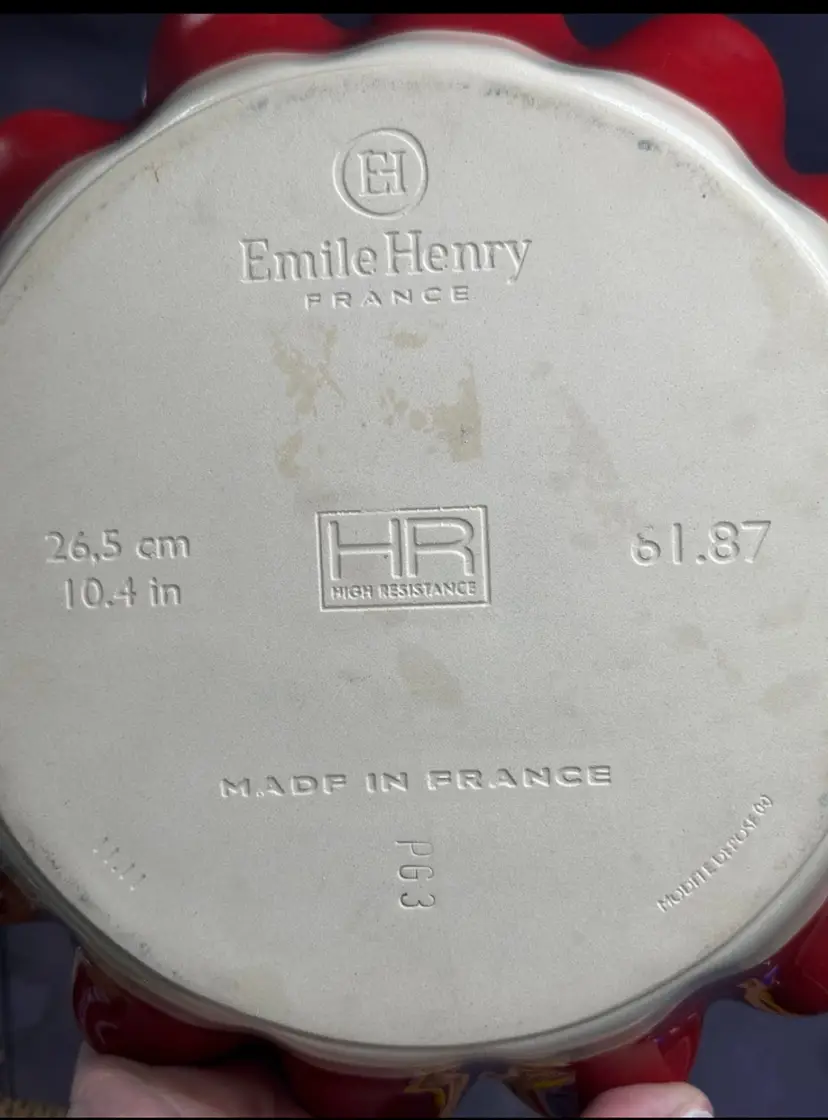 EH
Emile Henry
FRANCE
26,5 cm
10.4 in
HR
HIGH RESISTANCE
61.87
MADE IN FRANCE
PG3
MODELE DEPOSE